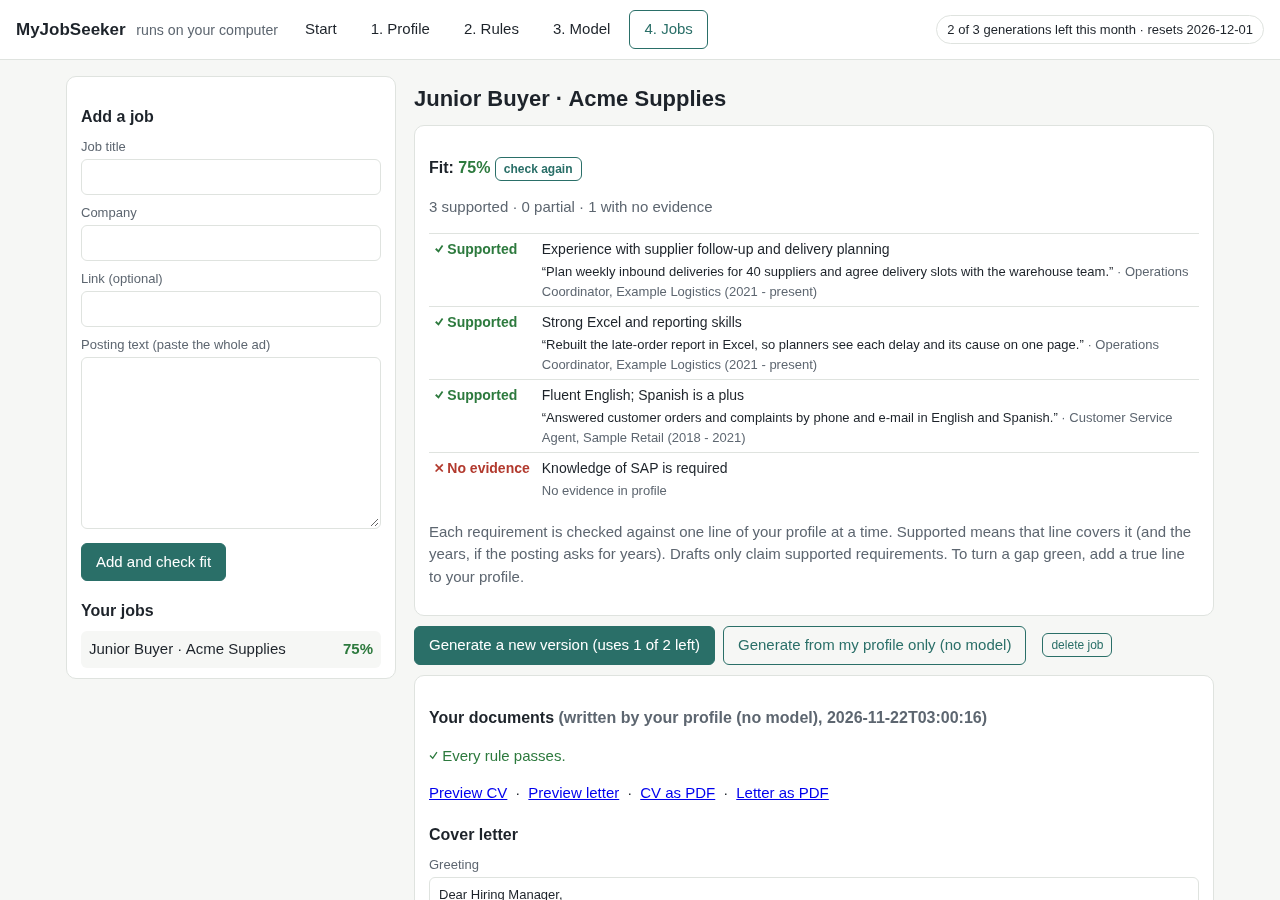 MyJobSeeker runs on your computer Start 1. Profile 2. Rules 3. Model 4. Jobs 2 of 3 generations left this month · resets 2026-12-01
Add a job
Job title
Company
Link (optional)
Posting text (paste the whole ad)
Add and check fit
Your jobs
Junior Buyer · Acme Supplies 75%
Junior Buyer · Acme Supplies
Fit: 75% check again
3 supported · 0 partial · 1 with no evidence
✓ Supported Experience with supplier follow-up and delivery planning
“Plan weekly inbound deliveries for 40 suppliers and agree delivery slots with the warehouse team.” · Operations
Coordinator, Example Logistics (2021 - present)
✓ Supported Strong Excel and reporting skills
“Rebuilt the late-order report in Excel, so planners see each delay and its cause on one page.” · Operations
Coordinator, Example Logistics (2021 - present)
✓ Supported Fluent English; Spanish is a plus
“Answered customer orders and complaints by phone and e-mail in English and Spanish.” · Customer Service
Agent, Sample Retail (2018 - 2021)
✕ No evidence Knowledge of SAP is required
No evidence in profile
Each requirement is checked against one line of your profile at a time. Supported means that line covers it (and the
years, if the posting asks for years). Drafts only claim supported requirements. To turn a gap green, add a true line
to your profile.
Generate a new version (uses 1 of 2 left) Generate from my profile only (no model) delete job
Your documents (written by your profile (no model), 2026-11-22T03:00:16)
✓ Every rule passes.
Preview CV · Preview letter · CV as PDF · Letter as PDF
Cover letter
Greeting
Dear Hiring Manager,